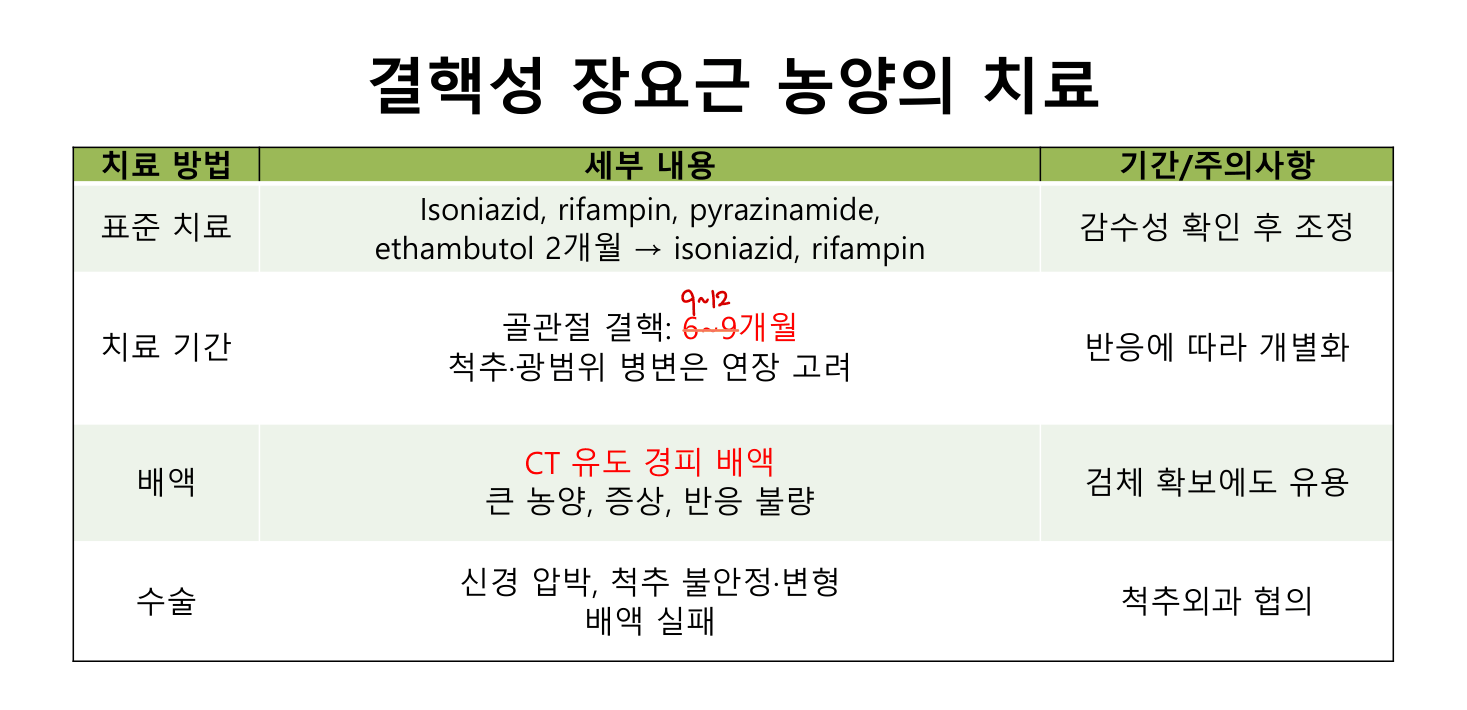 결핵성 장요근 농양의 치료
치료 방법
세부 내용
기간/주의사항
표준 치료
Isoniazid, rifampin, pyrazinamide,
ethambutol 2개월 → isoniazid, rifampin
감수성 확인 후 조정
치료 기간
9~12
골관절 결핵: 6~9개월
척추·광범위 병변은 연장 고려
반응에 따라 개별화
배액
CT 유도 경피 배액
큰 농양, 증상, 반응 불량
검체 확보에도 유용
수술
신경 압박, 척추 불안정·변형
배액 실패
척추외과 협의